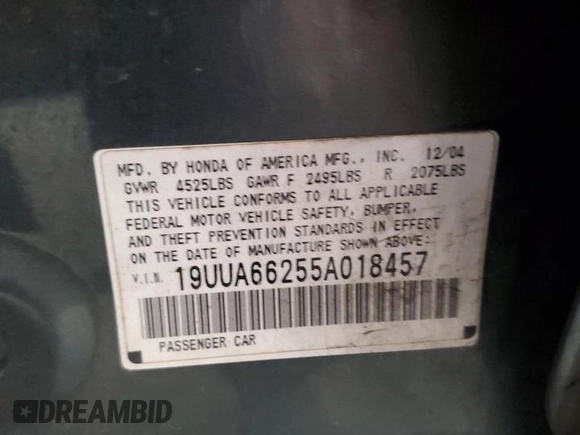 MFD. BY HONDA OF AMERICA MFG., INC. 12/04
GVWR 4525LBS GAWR F 2495LBS R 2075LBS
THIS VEHICLE CONFORMS TO ALL APPLICABLE
FEDERAL MOTOR VEHICLE SAFETY, BUMPER,
AND THEFT PREVENTION STANDARDS IN EFFECT
ON THE DATE OF MANUFACTURE SHOWN ABOVE:
V.I.N. 19UUA66255A018457
PASSENGER CAR
DREAMBID